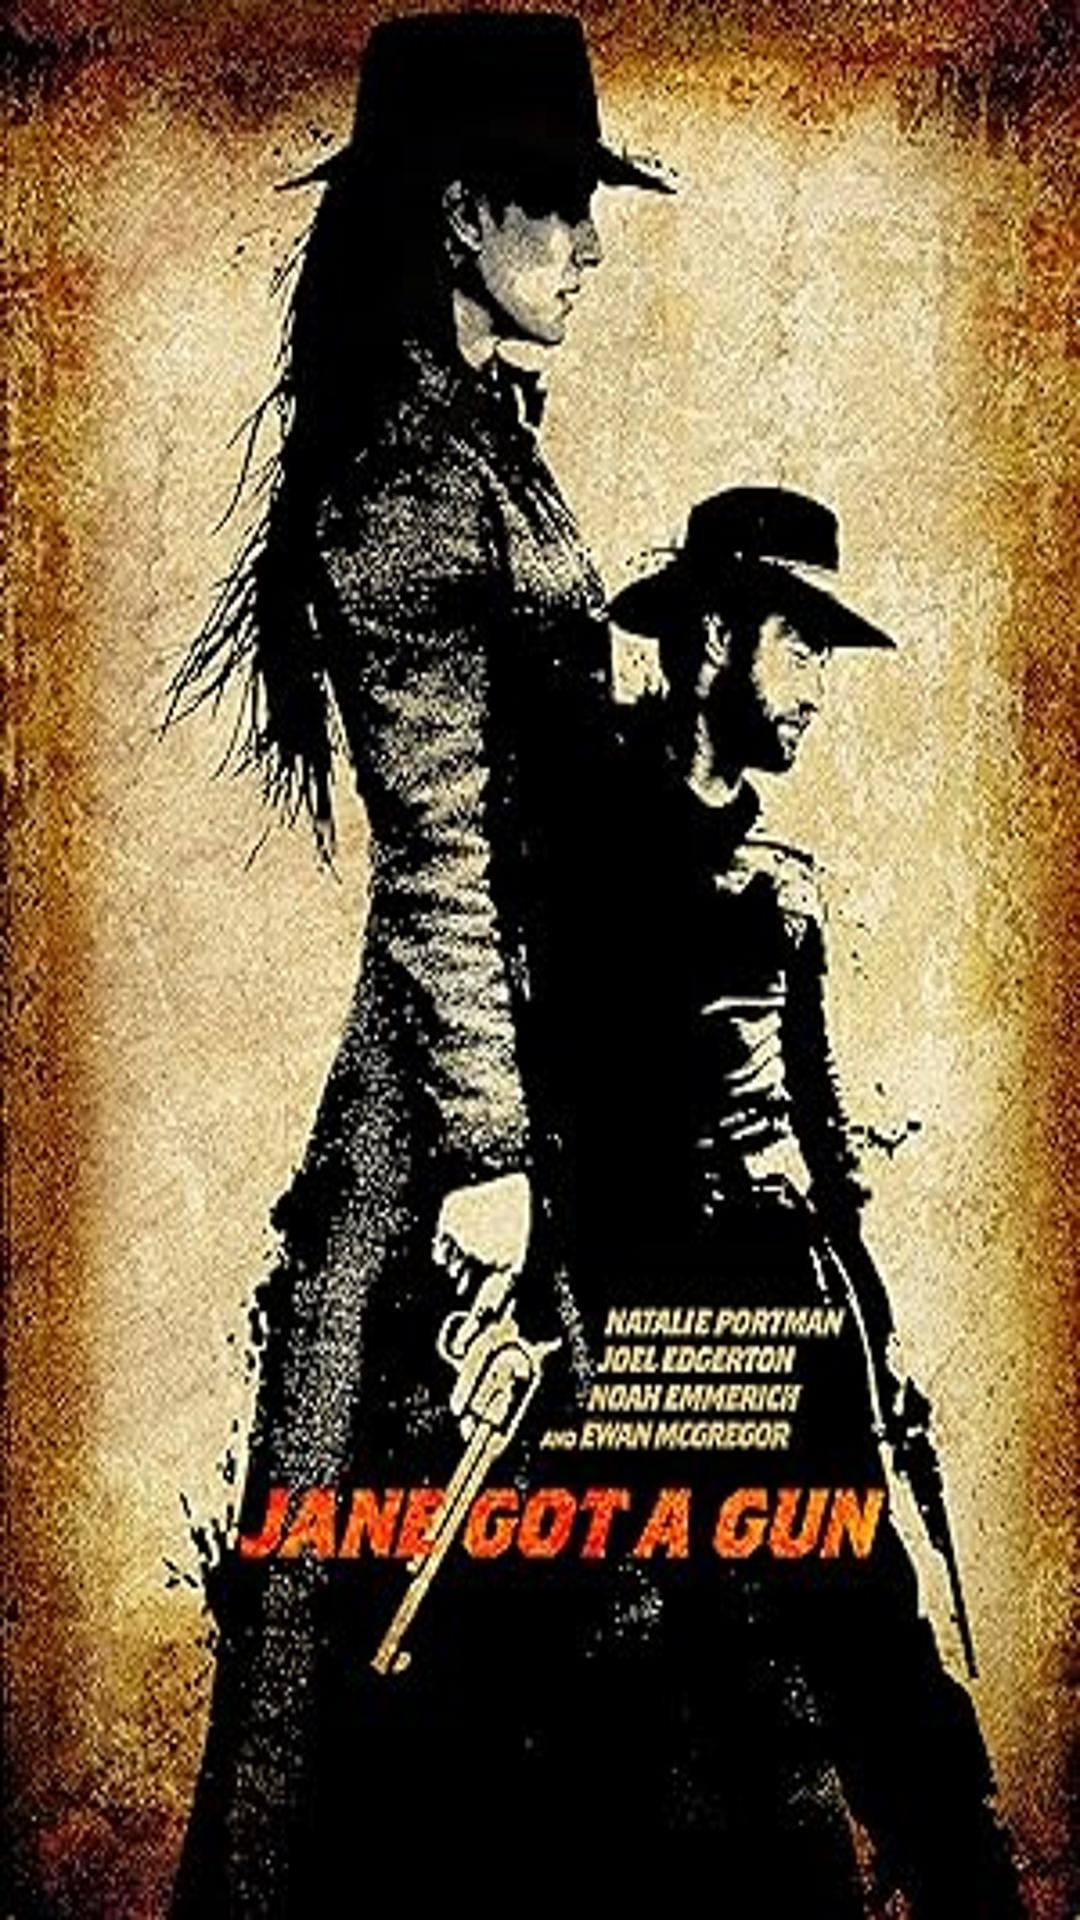 NATALIE PORTMAN
JOEL EDGERTON
NOAH EMMERICH
AND EWAN MCGREGOR
JANE GOT A GUN